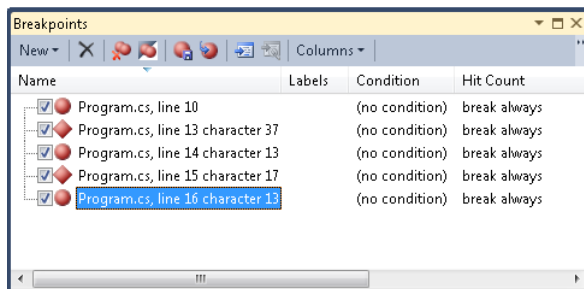 Breakpoints
New Columns
Name Labels Condition Hit Count
Program.cs, line 10 (no condition) break always
Program.cs, line 13 character 37 (no condition) break always
Program.cs, line 14 character 13 (no condition) break always
Program.cs, line 15 character 17 (no condition) break always
Program.cs, line 16 character 13 (no condition) break always